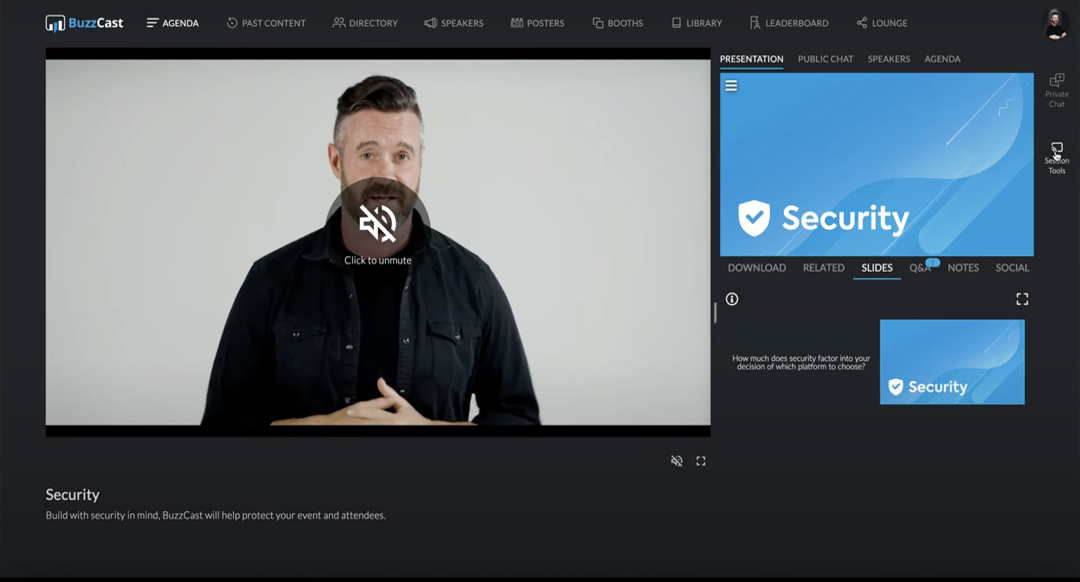 BuzzCast
AGENDA
PAST CONTENT
DIRECTORY
SPEAKERS
POSTERS
BOOTHS
LIBRARY
LEADERBOARD
LOUNGE
PRESENTATION
PUBLIC CHAT
SPEAKERS
AGENDA
Private
Chat
Session
Tools
Security
Click to unmute
DOWNLOAD
RELATED
SLIDES
Q&A
1
NOTES
SOCIAL
How much does security factor into your
decision of which platform to choose?
Security
Security
Build with security in mind, BuzzCast will help protect your event and attendees.